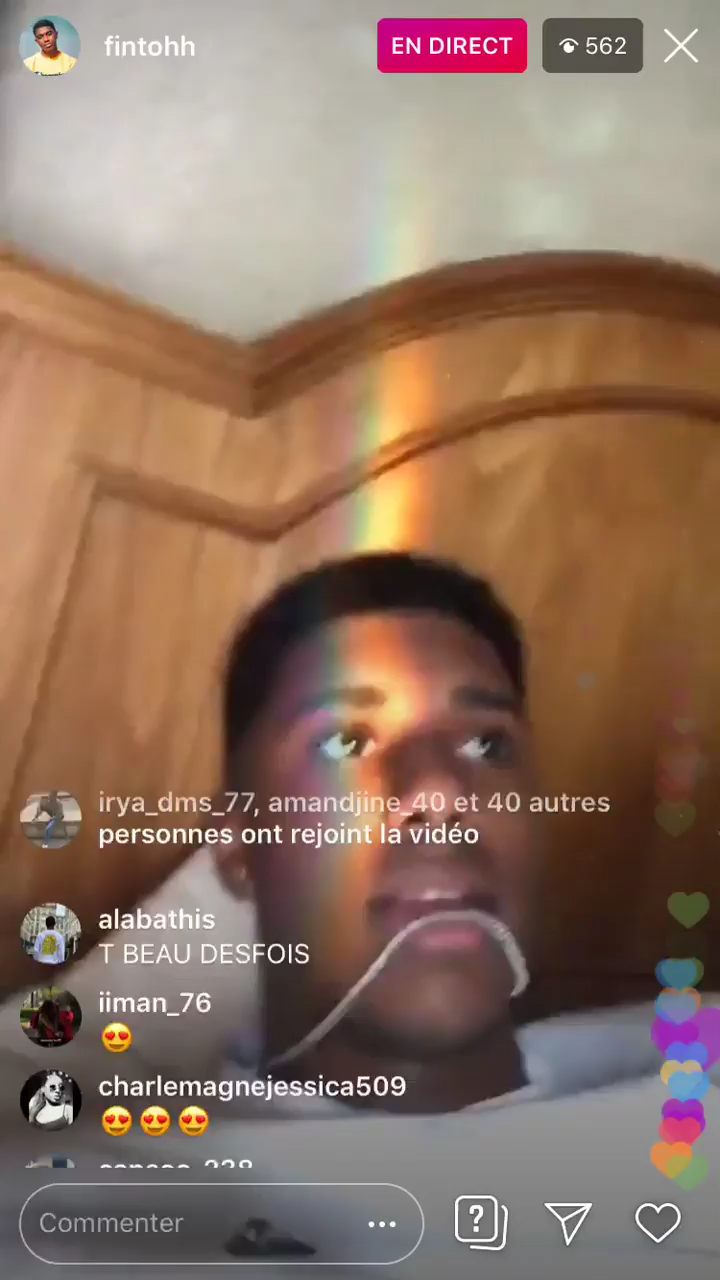 fintohh
EN DIRECT
562
irya_dms_77, amandjine_40 et 40 autres
personnes ont rejoint la vidéo
alabathis
T BEAU DESFOIS
iiman_76
charlemagnejessica509
Commenter